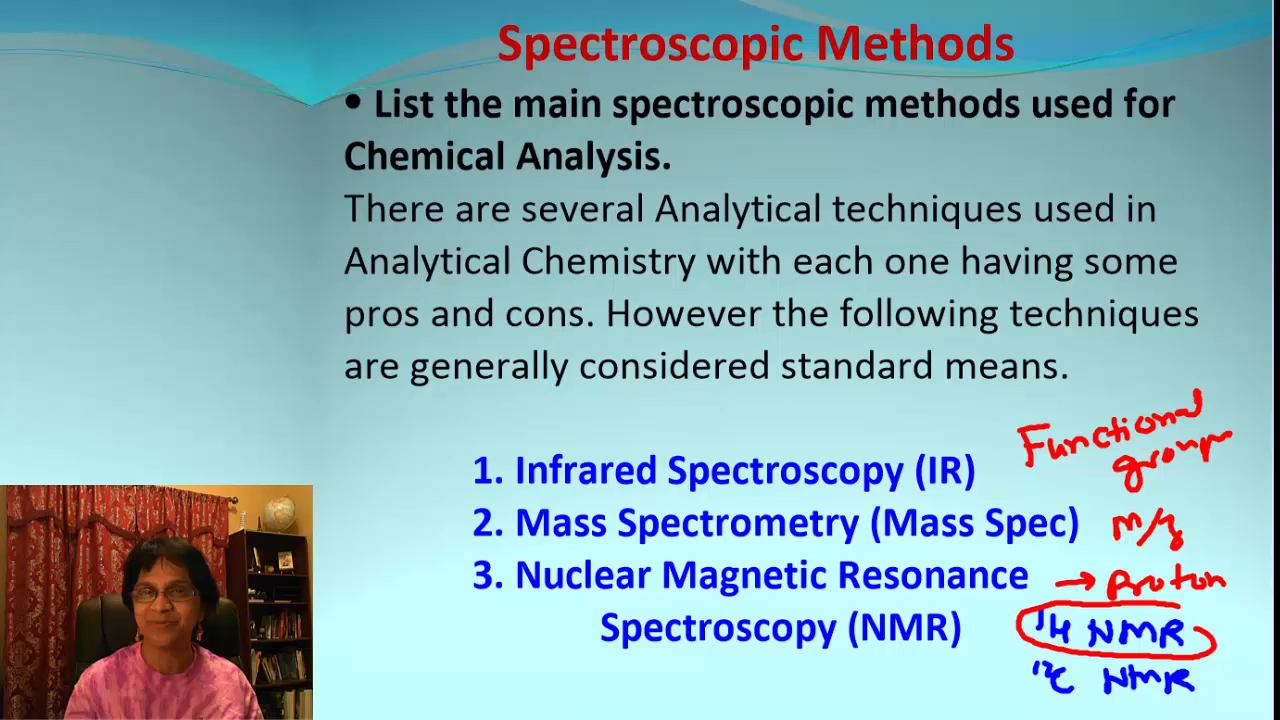 Spectroscopic Methods
• List the main spectroscopic methods used for
Chemical Analysis.
There are several Analytical techniques used in
Analytical Chemistry with each one having some
pros and cons. However the following techniques
are generally considered standard means.
Functional
groups
1. Infrared Spectroscopy (IR)
2. Mass Spectrometry (Mass Spec) m/z
3. Nuclear Magnetic Resonance → Proton
Spectroscopy (NMR) ¹H NMR
NMR